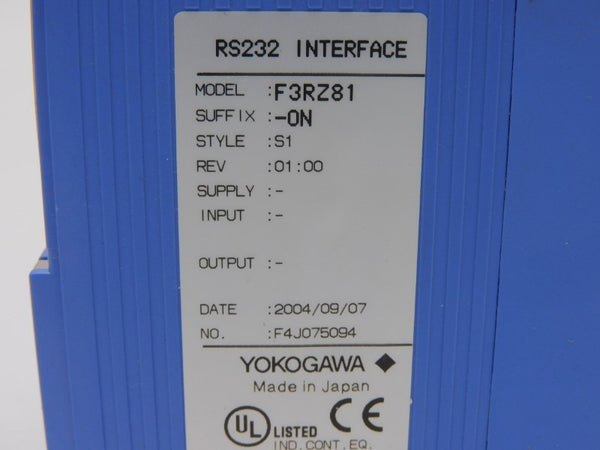 RS232 INTERFACE
MODEL :F3RZ81
SUFFIX :-0N
STYLE :S1
REV :01:00
SUPPLY :-
INPUT :-
OUTPUT :-
DATE :2004/09/07
NO. :F4J075094
YOKOGAWA
Made in Japan
UL LISTED CE
IND.CONT.EQ.